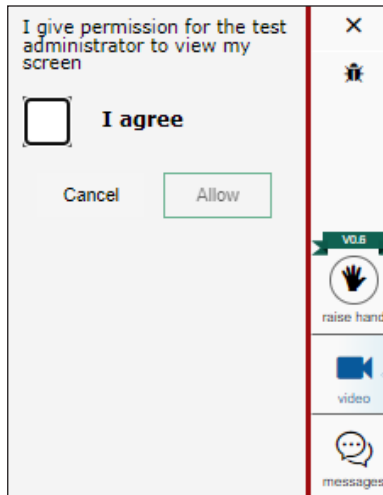 I give permission for the test
administrator to view my
screen
I agree
Cancel
Allow
V0.6
raise hand
video
messages